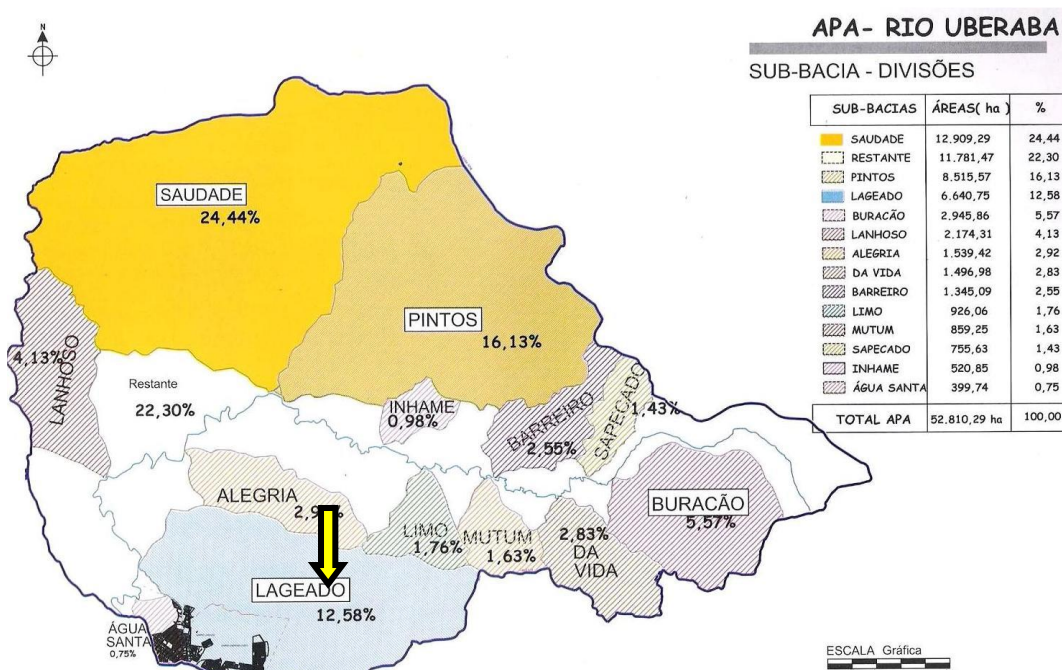 N
APA- RIO UBERABA
SUB-BACIA - DIVISÕES
SUB-BACIAS ÁREAS( ha ) %
SAUDADE 12.909,29 24,44
RESTANTE 11.781,47 22,30
PINTOS 8.515,57 16,13
LAGEADO 6.640,75 12,58
BURACÃO 2.945,86 5,57
LANHOSO 2.174,31 4,13
ALEGRIA 1.539,42 2,92
DA VIDA 1.496,98 2,83
BARREIRO 1.345,09 2,55
LIMO 926,06 1,76
MUTUM 859,25 1,63
SAPECADO 755,63 1,43
INHAME 520,85 0,98
ÁGUA SANTA 399,74 0,75
TOTAL APA 52.810,29 ha 100,00
SAUDADE
24,44%
PINTOS
16,13%
4,13%
LANHOSO
Restante
22,30%
INHAME
0,98%
BARREIRO
2,55%
SAPECADO
1,43%
ALEGRIA
LIMO
1,76%
MUTUM
1,63%
2,83%
DA
VIDA
BURACÃO
5,57%
LAGEADO
12,58%
ÁGUA
SANTA
0,75%
ESCALA Gráfica